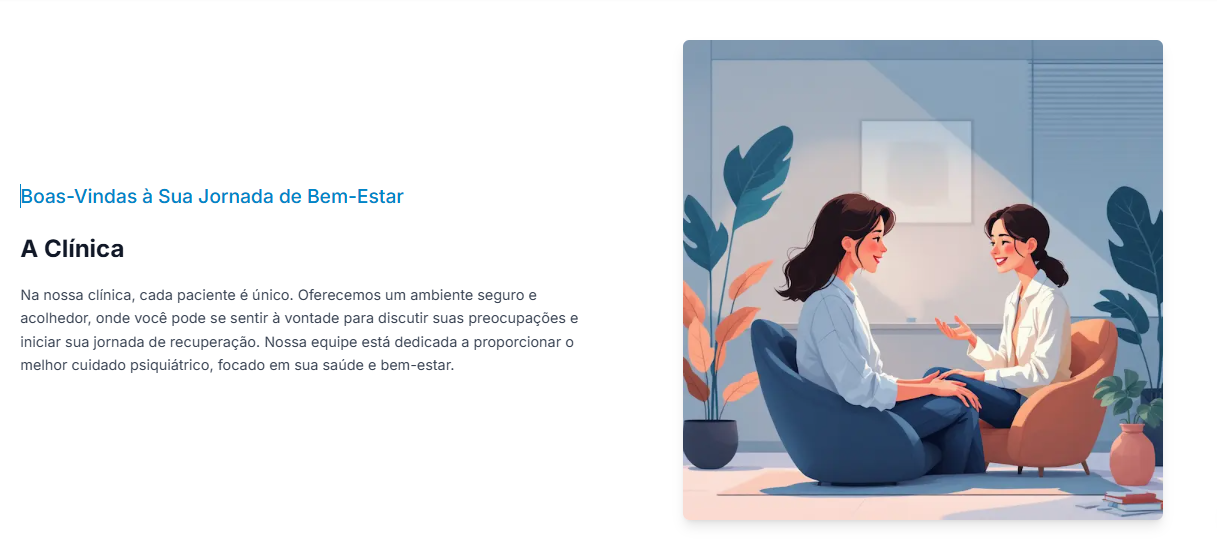 Boas-Vindas à Sua Jornada de Bem-Estar
A Clínica
Na nossa clínica, cada paciente é único. Oferecemos um ambiente seguro e
acolhedor, onde você pode se sentir à vontade para discutir suas preocupações e
iniciar sua jornada de recuperação. Nossa equipe está dedicada a proporcionar o
melhor cuidado psiquiátrico, focado em sua saúde e bem-estar.